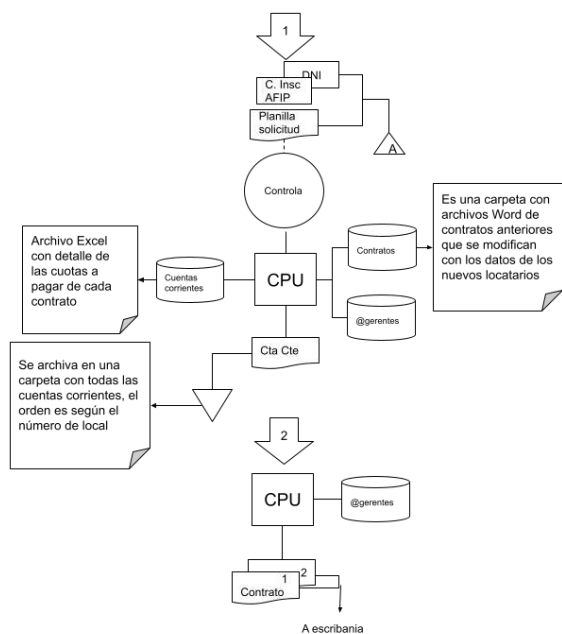 1
DNI
C. Insc
AFIP
Planilla
solicitud
A
Controla
Es una carpeta con
archivos Word de
contratos anteriores
que se modifican
con los datos de los
nuevos locatarios
Archivo Excel
con detalle de
las cuotas a
pagar de cada
contrato
Cuentas
corrientes
CPU
Contratos
@gerentes
Cta Cte
Se archiva en una
carpeta con todas las
cuentas corrientes, el
orden es según el
número de local
2
CPU
@gerentes
2
1
Contrato
A escribania